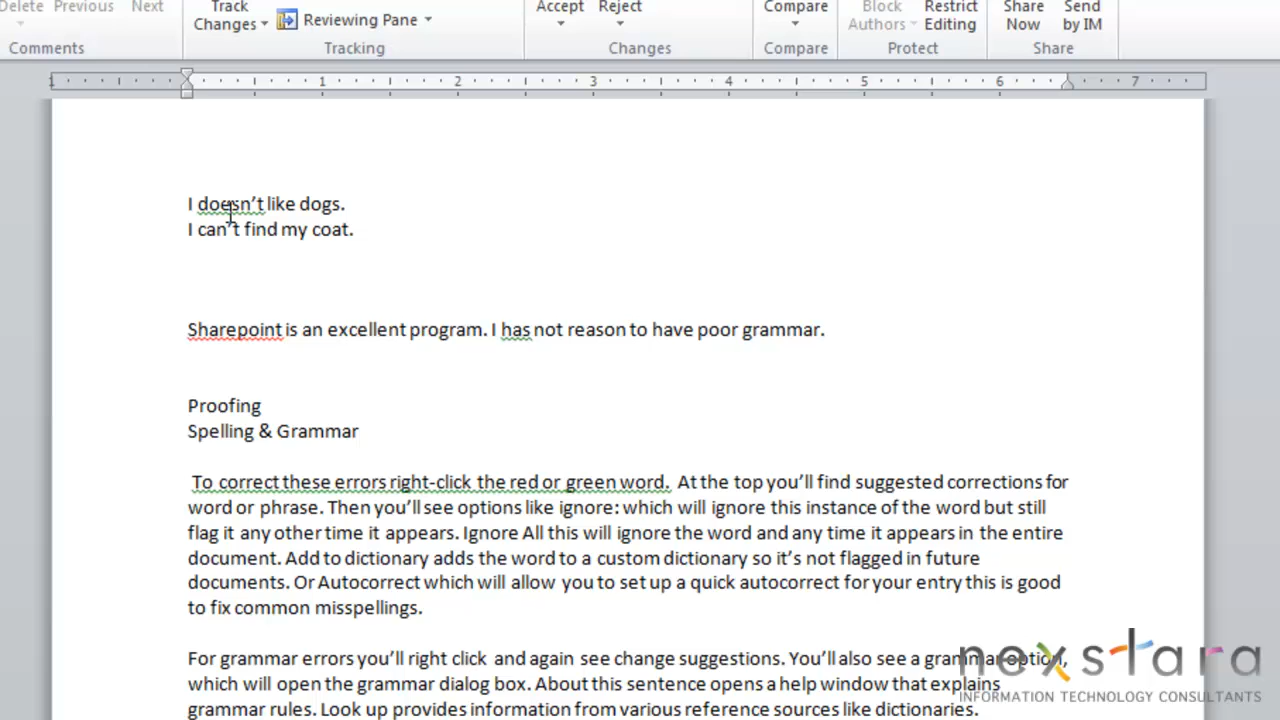 Delete Previous Next
Track Changes
Reviewing Pane
Accept Reject
Compare
Block Authors
Restrict Editing
Share Now
Send by IM
Comments Tracking Changes Compare Protect Share
1 1 2 3 4 5 6 7
I doesn’t like dogs.
I can’t find my coat.
Sharepoint is an excellent program. I has not reason to have poor grammar.
Proofing
Spelling & Grammar
To correct these errors right-click the red or green word. At the top you’ll find suggested corrections for
word or phrase. Then you’ll see options like ignore: which will ignore this instance of the word but still
flag it any other time it appears. Ignore All this will ignore the word and any time it appears in the entire
document. Add to dictionary adds the word to a custom dictionary so it’s not flagged in future
documents. Or Autocorrect which will allow you to set up a quick autocorrect for your entry this is good
to fix common misspellings.
For grammar errors you’ll right click and again see change suggestions. You’ll also see a grammar option,
which will open the grammar dialog box. About this sentence opens a help window that explains
grammar rules. Look up provides information from various reference sources like dictionaries.
nexstara
INFORMATION TECHNOLOGY CONSULTANTS